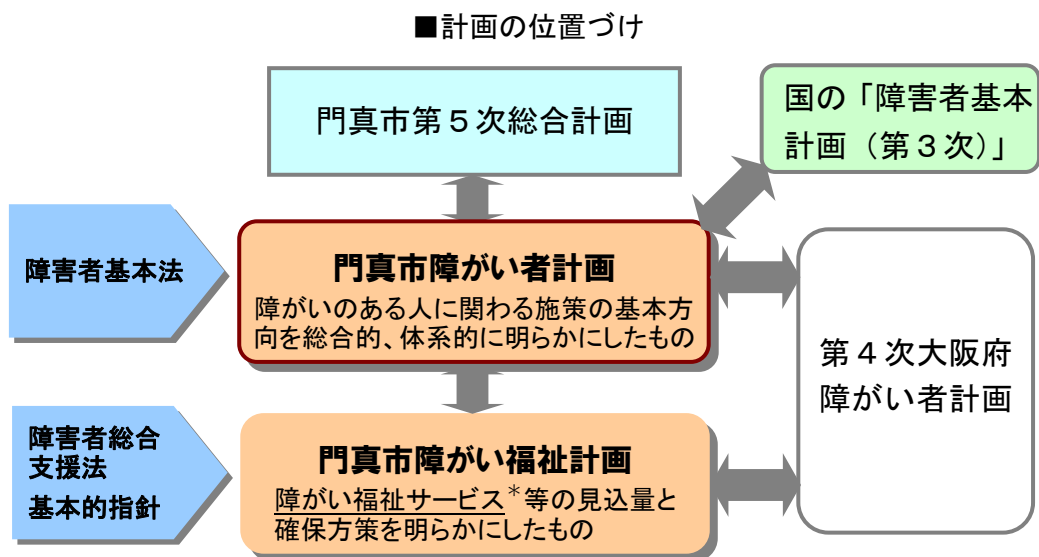 ■計画の位置づけ
門真市第５次総合計画
国の「障害者基本
計画（第３次）」
障害者基本法
門真市障がい者計画
障がいのある人に関わる施策の基本方
向を総合的、体系的に明らかにしたもの
第４次大阪府
障がい者計画
障害者総合
支援法
基本的指針
門真市障がい福祉計画
障がい福祉サービス＊等の見込量と
確保方策を明らかにしたもの